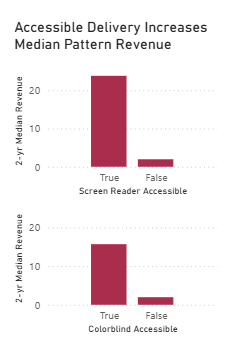 Accessible Delivery Increases
Median Pattern Revenue
2-yr Median Revenue
20
10
0
True False
Screen Reader Accessible
2-yr Median Revenue
20
10
0
True False
Colorblind Accessible